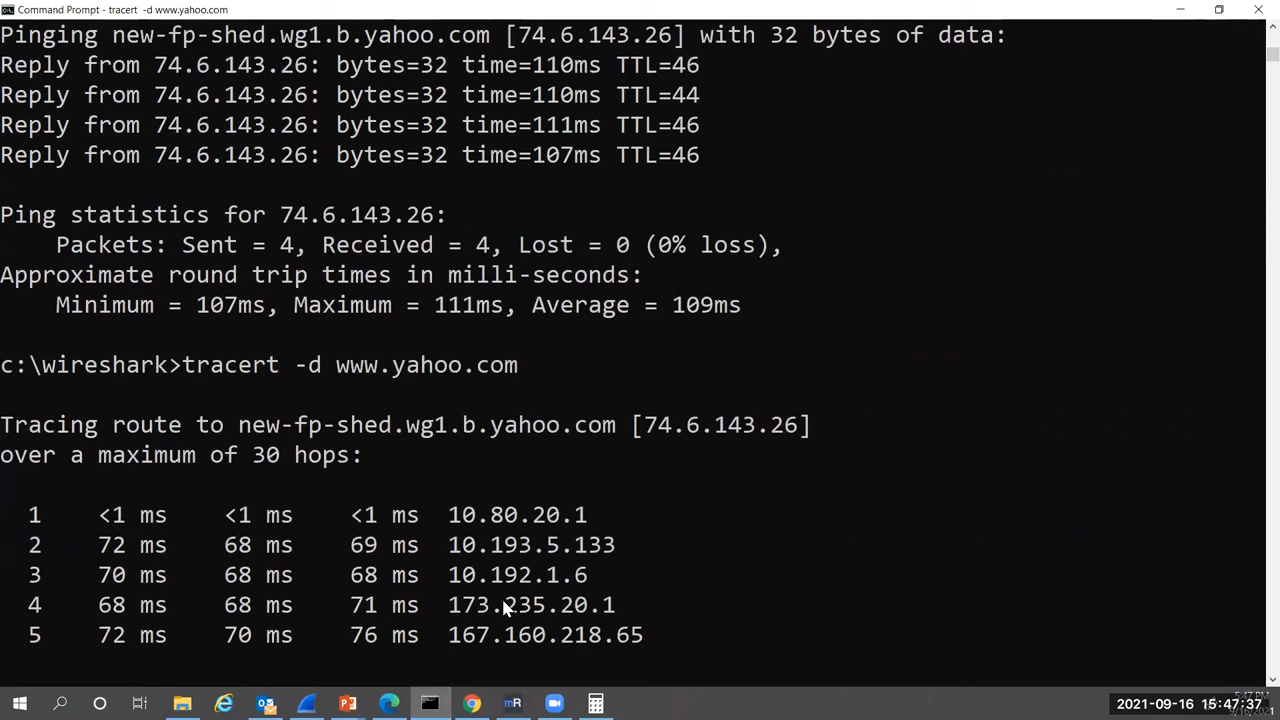 Command Prompt - tracert  -d www.yahoo.com
Pinging new-fp-shed.wg1.b.yahoo.com [74.6.143.26] with 32 bytes of data:
Reply from 74.6.143.26: bytes=32 time=110ms TTL=46
Reply from 74.6.143.26: bytes=32 time=110ms TTL=44
Reply from 74.6.143.26: bytes=32 time=111ms TTL=46
Reply from 74.6.143.26: bytes=32 time=107ms TTL=46
Ping statistics for 74.6.143.26:
    Packets: Sent = 4, Received = 4, Lost = 0 (0% loss),
Approximate round trip times in milli-seconds:
    Minimum = 107ms, Maximum = 111ms, Average = 109ms
c:\wireshark>tracert -d www.yahoo.com
Tracing route to new-fp-shed.wg1.b.yahoo.com [74.6.143.26]
over a maximum of 30 hops:
  1    <1 ms    <1 ms    <1 ms  10.80.20.1
  2    72 ms    68 ms    69 ms  10.193.5.133
  3    70 ms    68 ms    68 ms  10.192.1.6
  4    68 ms    68 ms    71 ms  173.235.20.1
  5    72 ms    70 ms    76 ms  167.160.218.65
mR
2021-09-16 15:47:37